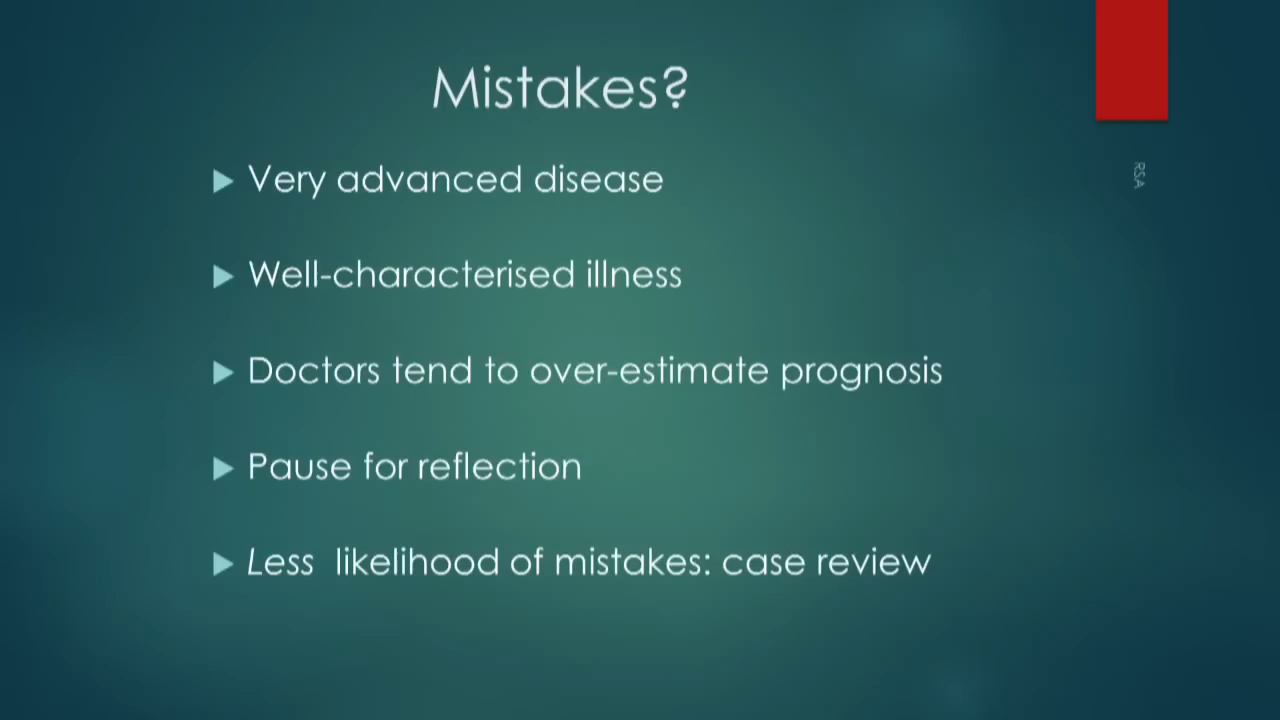 Mistakes?
Very advanced disease
Well-characterised illness
Doctors tend to over-estimate prognosis
Pause for reflection
Less likelihood of mistakes: case review
RSA